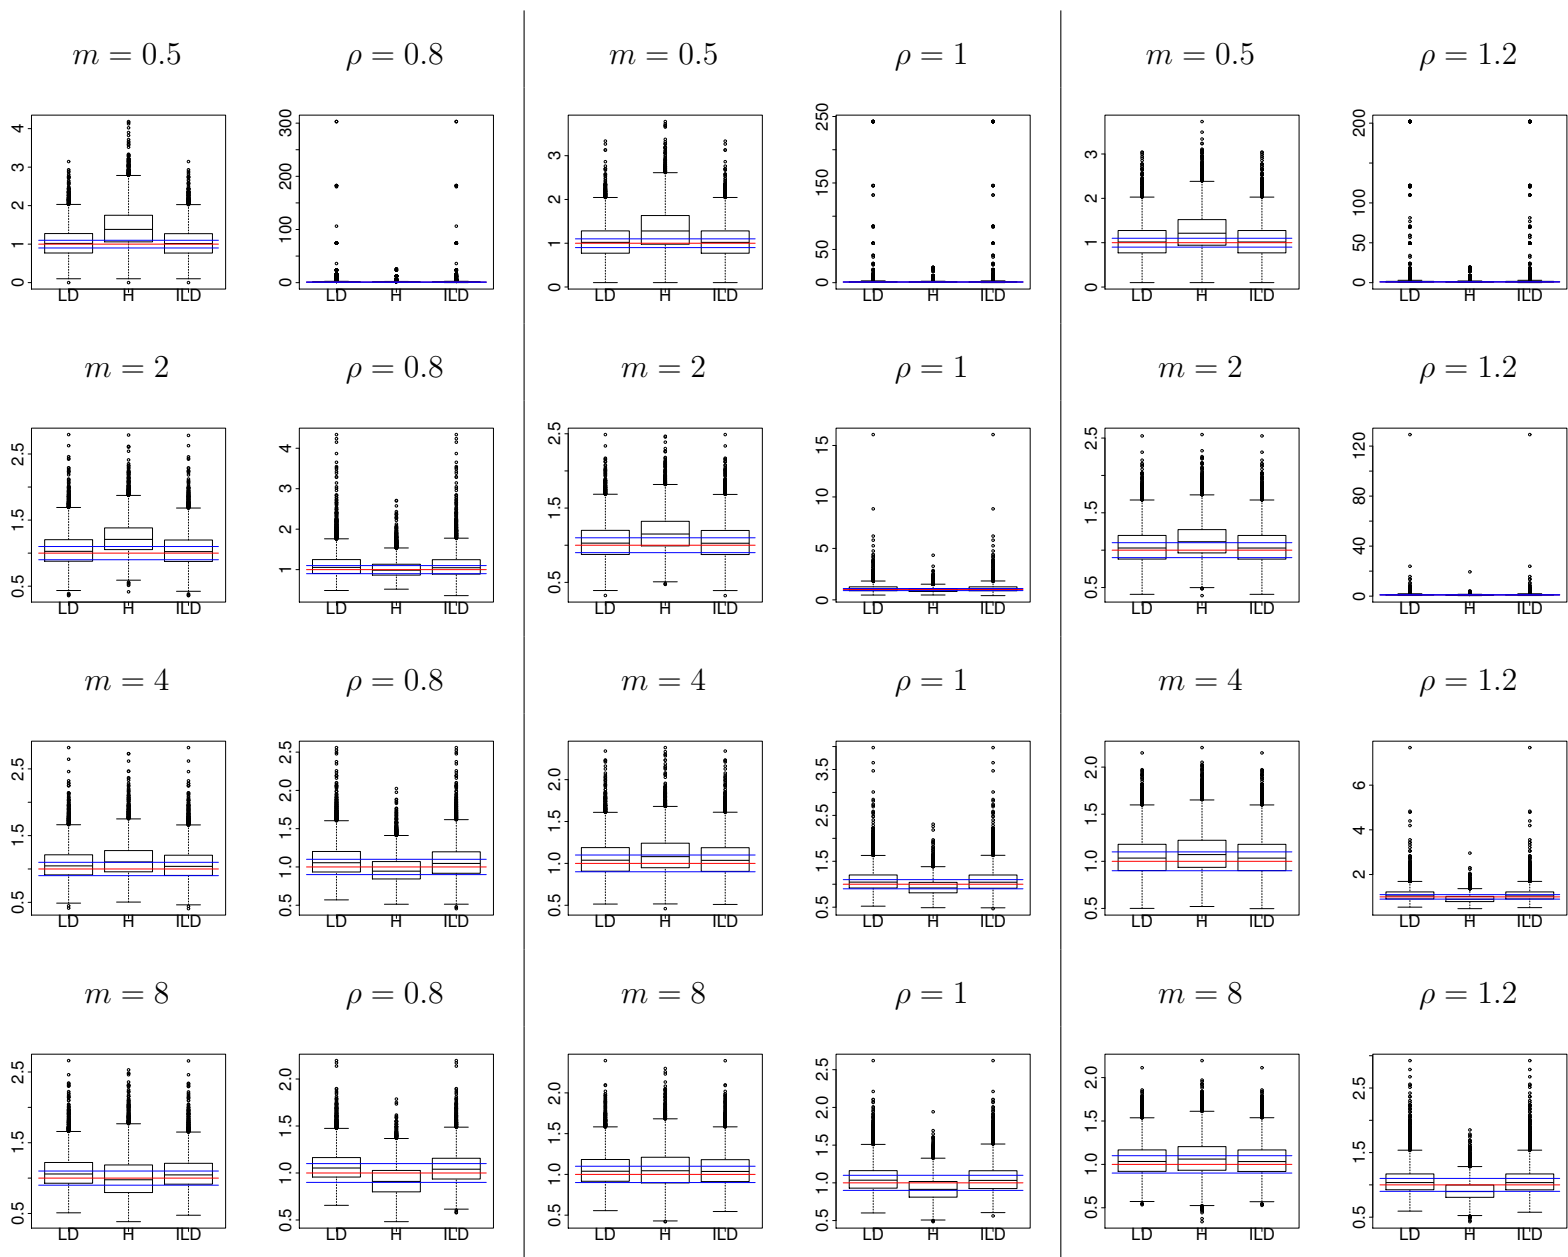 m = 0.5 ρ = 0.8 m = 0.5 ρ = 1 m = 0.5 ρ = 1.2
0 1 2 3 4
LD H ILD
0 100 200 300
LD H ILD
0 1 2 3
LD H ILD
0 50 150 250
LD H ILD
0 1 2 3
LD H ILD
0 50 100 200
LD H ILD
m = 2 ρ = 0.8 m = 2 ρ = 1 m = 2 ρ = 1.2
0.5 1.5 2.5
LD H ILD
1 2 3 4
LD H ILD
0.5 1.5 2.5
LD H ILD
0 5 10 15
LD H ILD
0.5 1.5 2.5
LD H ILD
0 40 80 120
LD H ILD
m = 4 ρ = 0.8 m = 4 ρ = 1 m = 4 ρ = 1.2
0.5 1.5 2.5
LD H ILD
0.5 1.0 1.5 2.0 2.5
LD H ILD
0.5 1.0 1.5 2.0
LD H ILD
0.5 1.5 2.5 3.5
LD H ILD
0.5 1.0 1.5 2.0
LD H ILD
2 4 6
LD H ILD
m = 8 ρ = 0.8 m = 8 ρ = 1 m = 8 ρ = 1.2
0.5 1.5 2.5
LD H ILD
0.5 1.0 1.5 2.0
LD H ILD
0.5 1.0 1.5 2.0
LD H ILD
0.5 1.0 1.5 2.0 2.5
LD H ILD
0.5 1.0 1.5 2.0
LD H ILD
0.5 1.5 2.5
LD H ILD